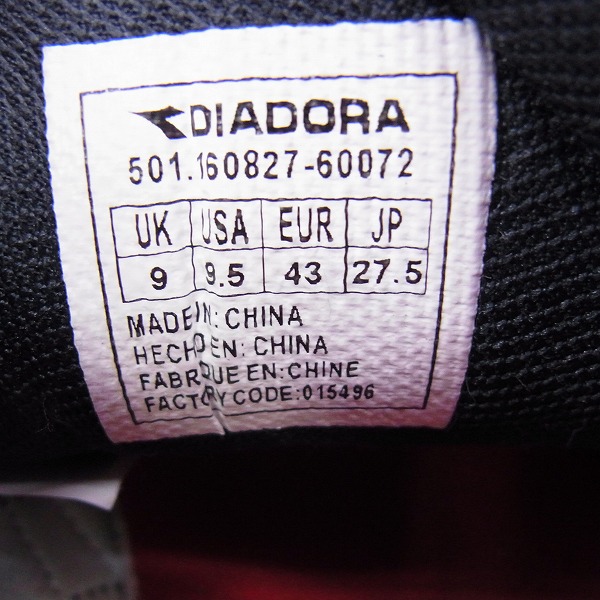 DIADORA
501.160827-60072
UK USA EUR JP
9 9.5 43 27.5
MADE IN: CHINA
HECHO EN: CHINA
FABRIQUE EN: CHINE
FACTORY CODE: 015496